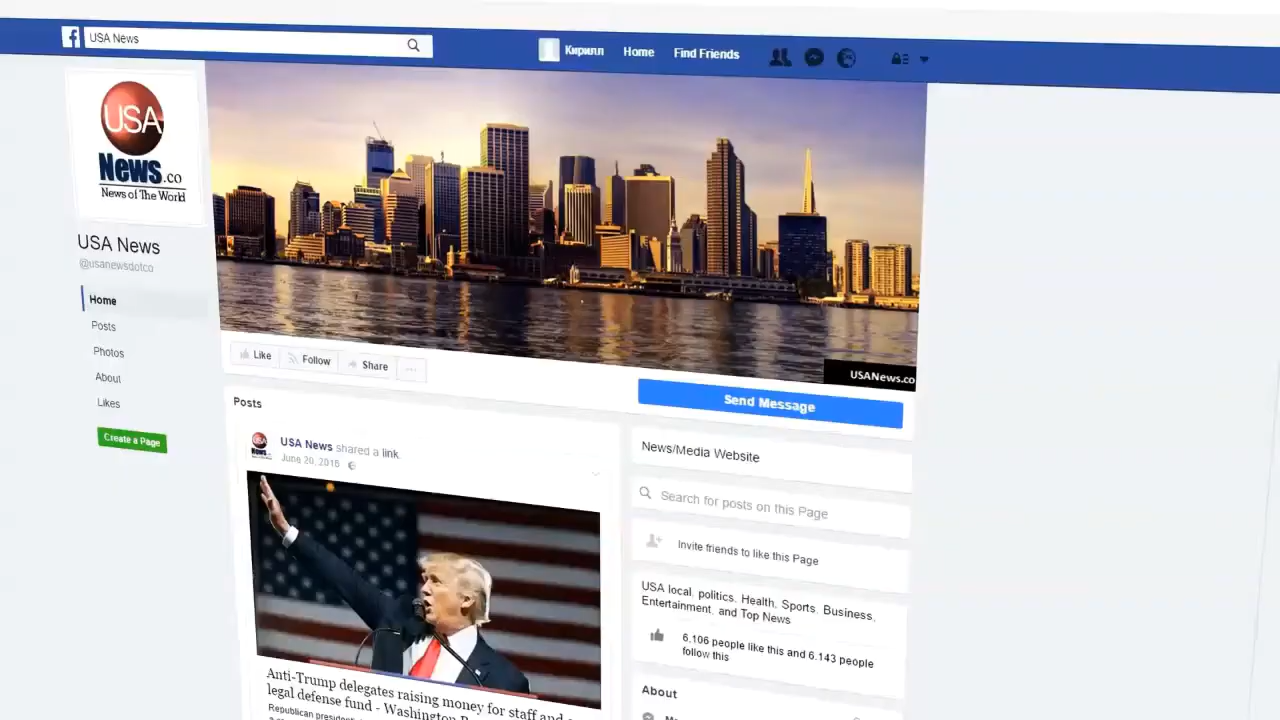 USA News
Кирилл
Home
Find Friends
USA
News.co
News of The World
USA News
@usanewsdotco
Home
Posts
Photos
About
Likes
Create a Page
USANews.co
Like
Follow
Share
Send Message
Posts
USA News shared a link.
June 20, 2016
Anti-Trump delegates raising money for staff and
legal defense fund - Washington
Republican
News/Media Website
Search for posts on this Page
Invite friends to like this Page
USA local, politics, Health, Sports, Business,
Entertainment, and Top News
6,106 people like this and 6,143 people
follow this
About